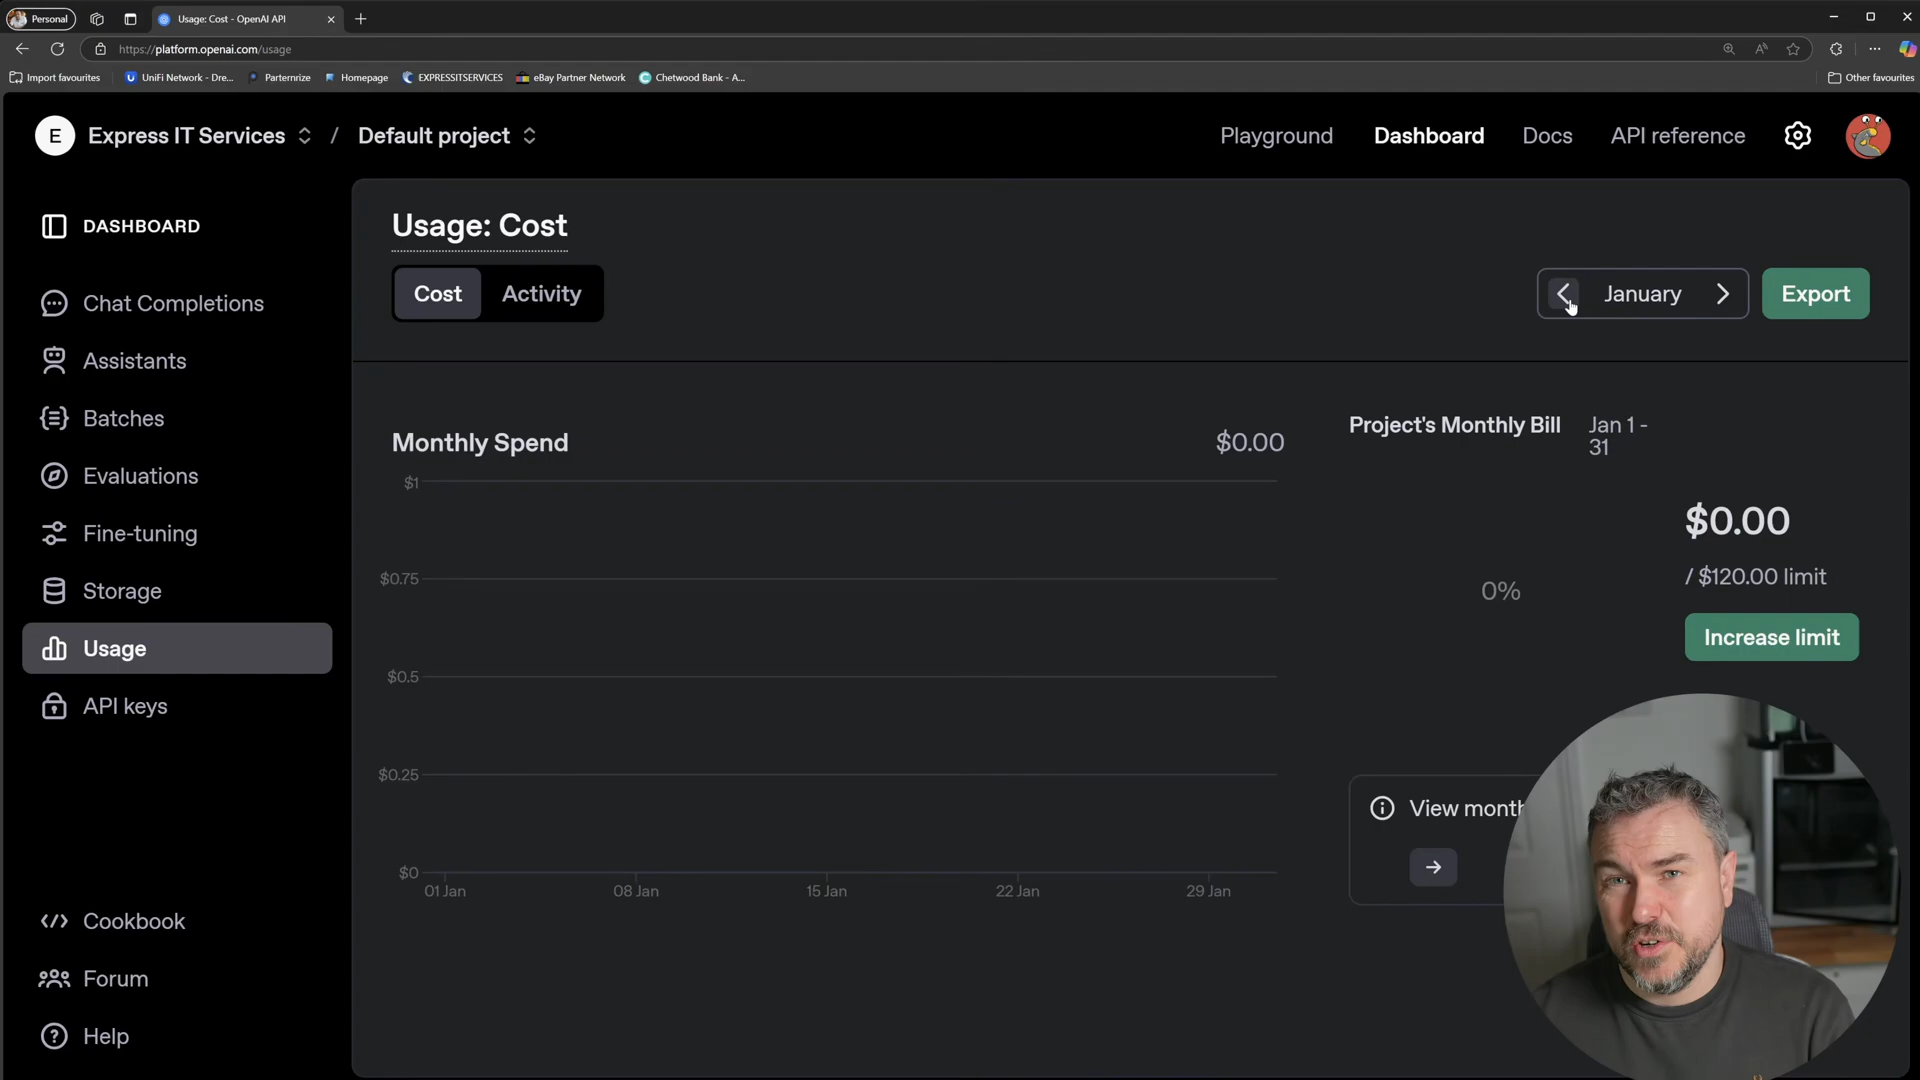 Personal
Usage: Cost - OpenAI API
https://platform.openai.com/usage
Import favourites
UniFi Network - Dre...
Parternrize
Homepage
EXPRESSITSERVICES
eBay Partner Network
Chetwood Bank - A...
Other favourites
E
Express IT Services
/
Default project
Playground
Dashboard
Docs
API reference
DASHBOARD
Chat Completions
Assistants
Batches
Evaluations
Fine-tuning
Storage
Usage
API keys
Cookbook
Forum
Help
Usage: Cost
Cost
Activity
January
Export
Monthly Spend
$0.00
$1
$0.75
$0.5
$0.25
$0
01 Jan
08 Jan
15 Jan
22 Jan
29 Jan
Project's Monthly Bill
Jan 1 -
31
0%
$0.00
/ $120.00 limit
Increase limit
View month